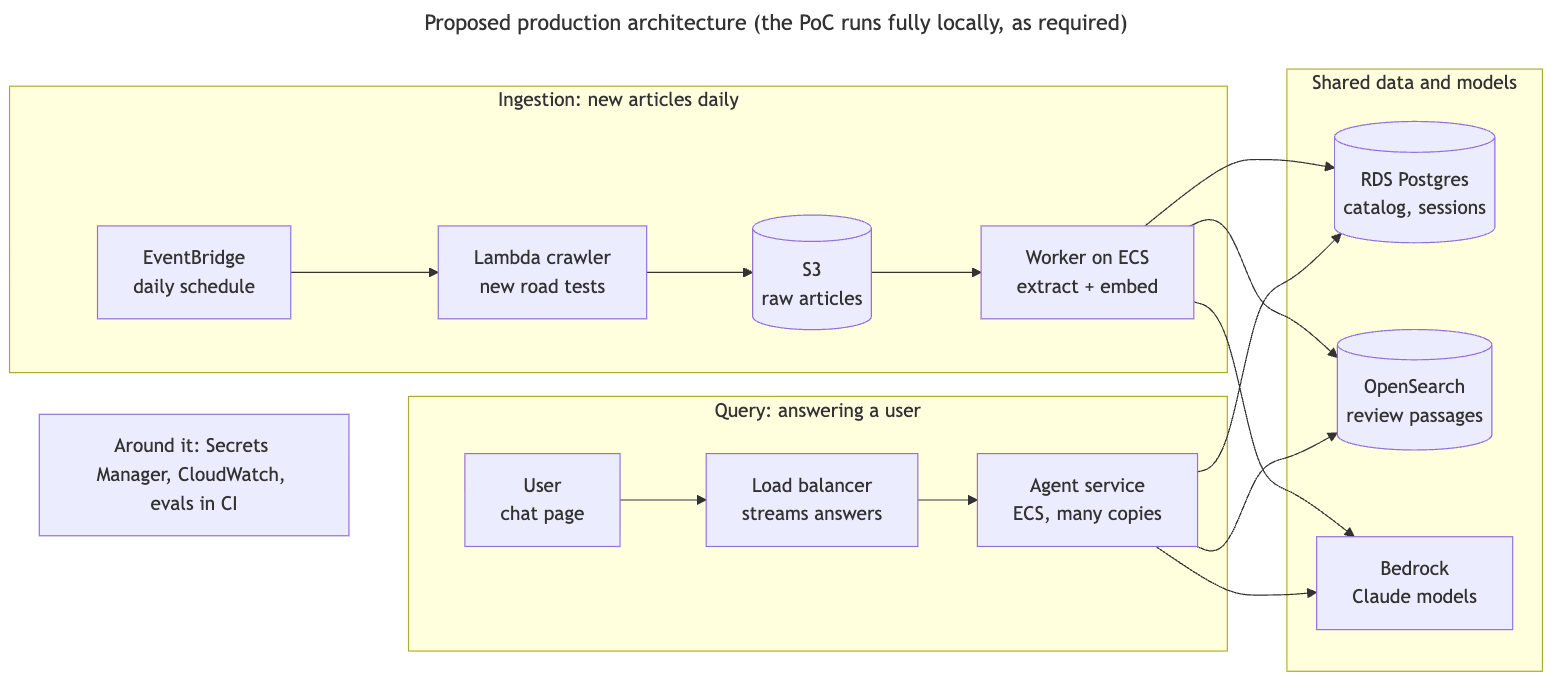 Proposed production architecture (the PoC runs fully locally, as required)
Ingestion: new articles daily
EventBridge
daily schedule
Lambda crawler
new road tests
S3
raw articles
Worker on ECS
extract + embed
Shared data and models
RDS Postgres
catalog, sessions
OpenSearch
review passages
Bedrock
Claude models
Query: answering a user
User
chat page
Load balancer
streams answers
Agent service
ECS, many copies
Around it: Secrets
Manager, CloudWatch,
evals in CI